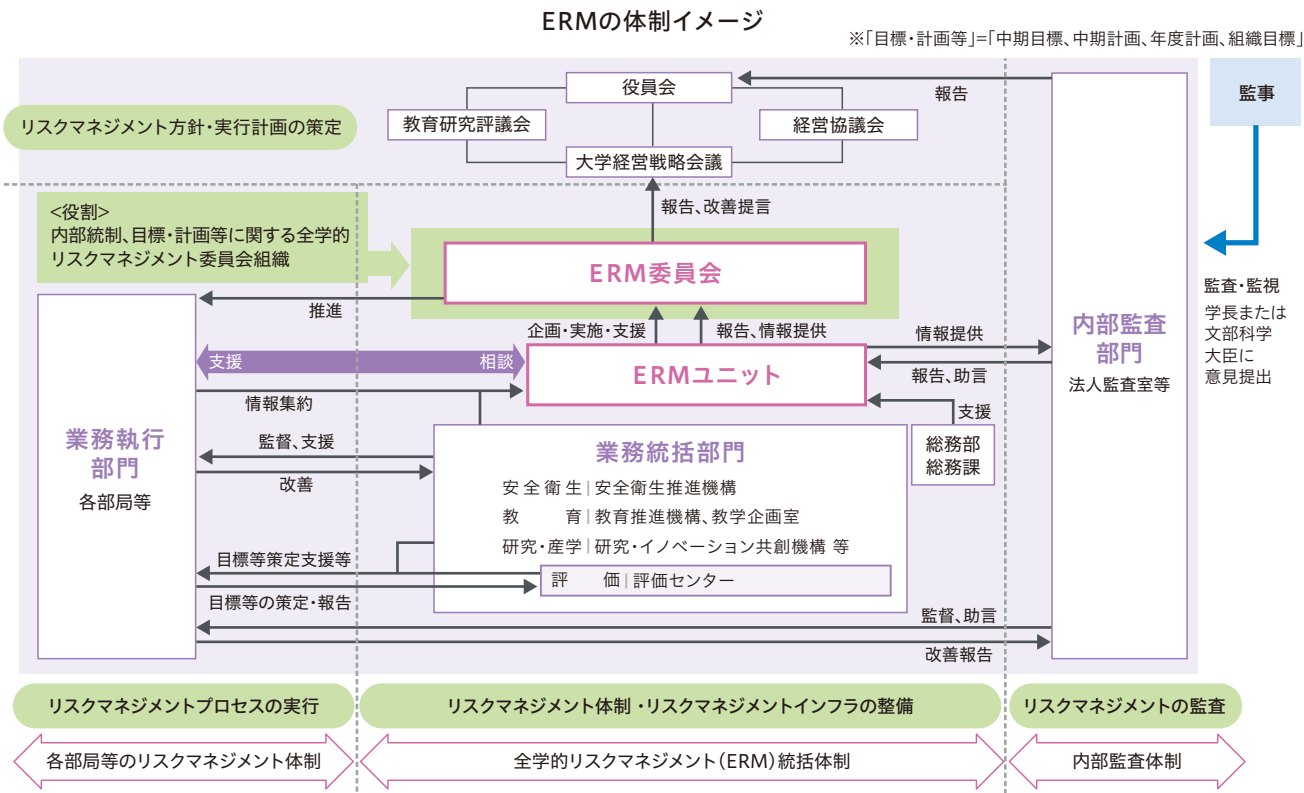 ERMの体制イメージ
※「目標・計画等」=「中期目標、中期計画、年度計画、組織目標」
役員会
報告
監事
教育研究評議会
経営協議会
リスクマネジメント方針・実行計画の策定
大学経営戦略会議
<役割>
内部統制、目標・計画等に関する全学的
リスクマネジメント委員会組織
報告、改善提言
ERM委員会
推進
監査・監視
学長または
文部科学
大臣に
意見提出
企画・実施・支援
報告、情報提供
情報提供
内部監査
部門
法人監査室等
支援
相談
ERMユニット
報告、助言
情報集約
支援
総務部
総務課
業務執行
部門
各部局等
監督、支援
改善
業務統括部門
安全衛生|安全衛生推進機構
教 育|教育推進機構、教学企画室
研究・産学|研究・イノベーション共創機構 等
評 価|評価センター
目標等策定支援等
目標等の策定・報告
監督、助言
改善報告
リスクマネジメントプロセスの実行
リスクマネジメント体制・リスクマネジメントインフラの整備
リスクマネジメントの監査
各部局等のリスクマネジメント体制
全学的リスクマネジメント(ERM)統括体制
内部監査体制